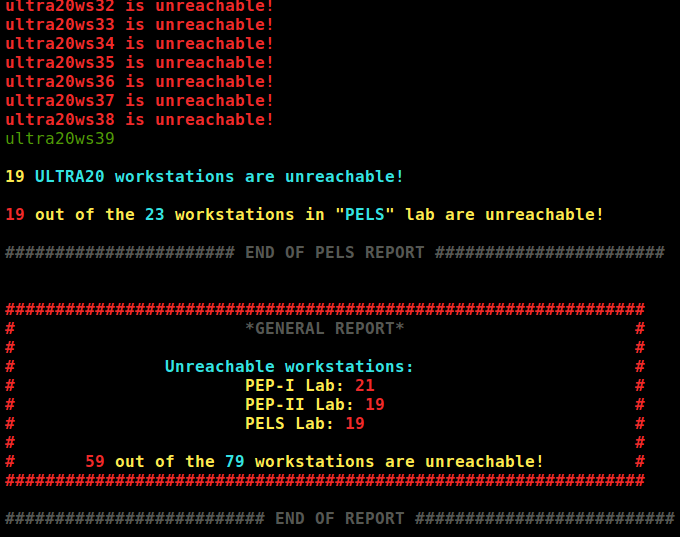 ultra20ws32 is unreachable!
ultra20ws33 is unreachable!
ultra20ws34 is unreachable!
ultra20ws35 is unreachable!
ultra20ws36 is unreachable!
ultra20ws37 is unreachable!
ultra20ws38 is unreachable!
ultra20ws39
19 ULTRA20 workstations are unreachable!
19 out of the 23 workstations in "PELS" lab are unreachable!
####################### END OF PELS REPORT #######################
################################################################
#                       *GENERAL REPORT*                       #
#                                                              #
#               Unreachable workstations:                      #
#                       PEP-I Lab: 21                          #
#                       PEP-II Lab: 19                         #
#                       PELS Lab: 19                           #
#                                                              #
#       59 out of the 79 workstations are unreachable!         #
################################################################
########################## END OF REPORT ##########################